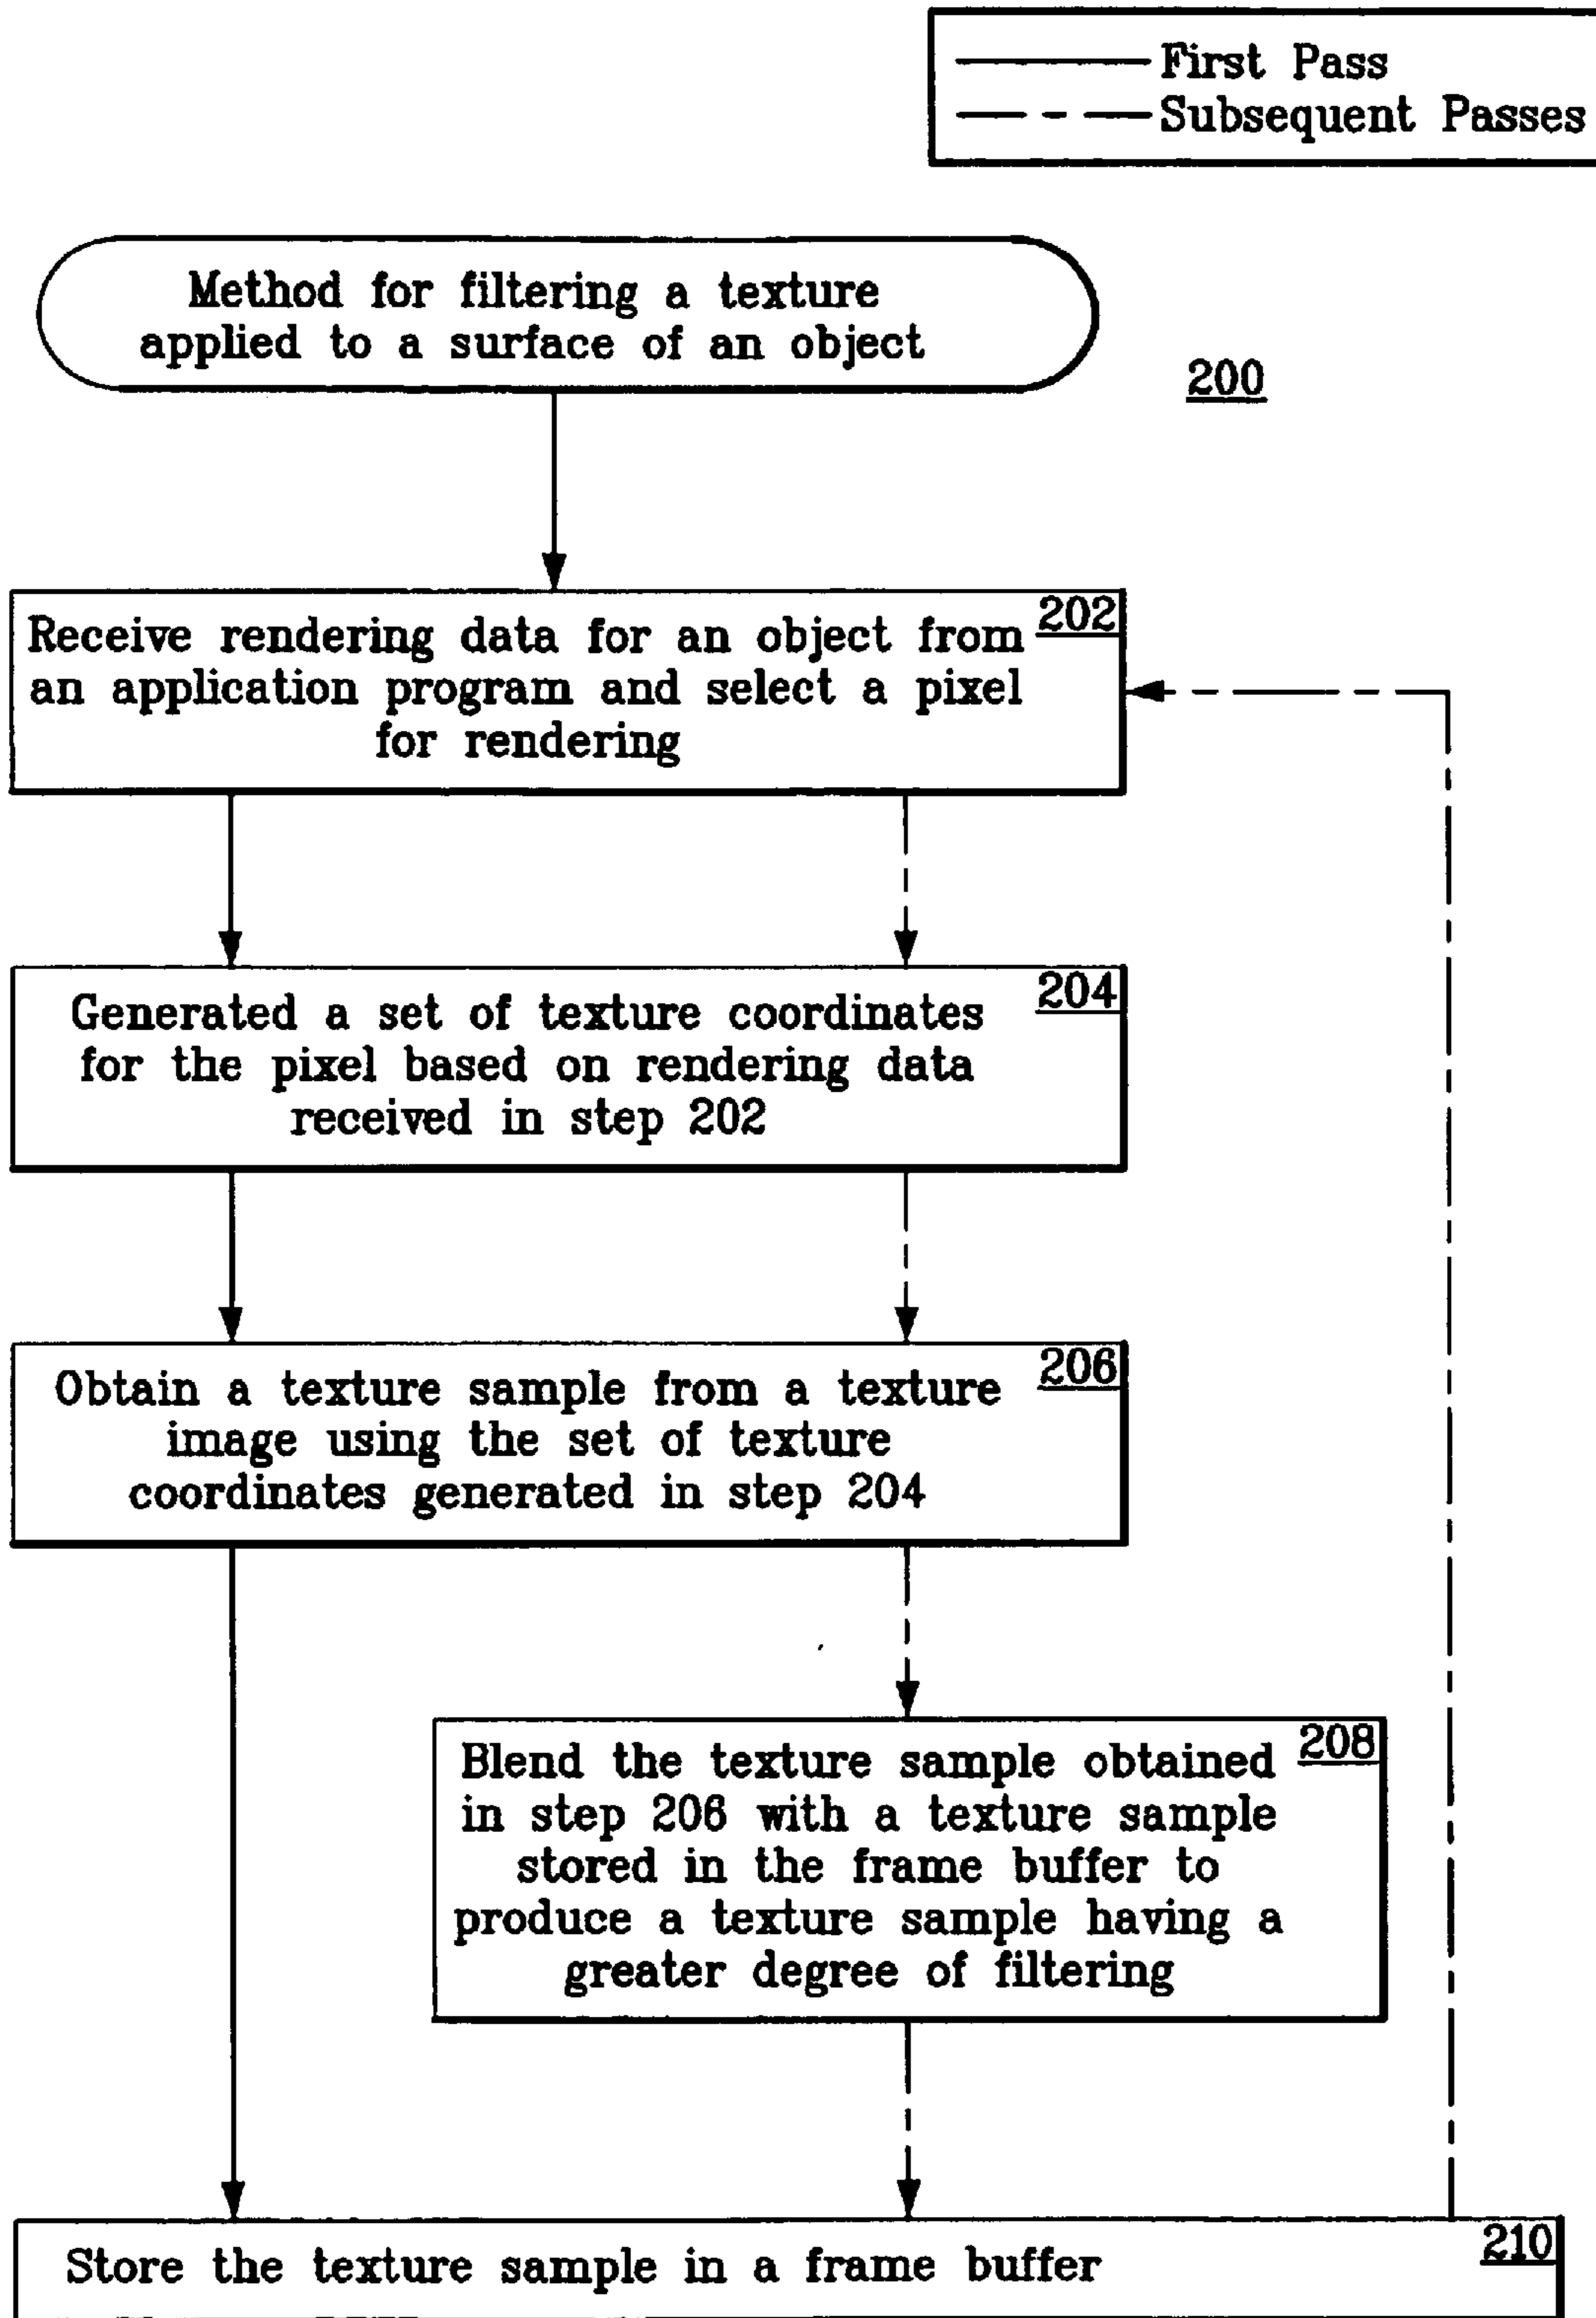 First Pass
Subsequent Passes
Method for filtering a texture
applied to a surface of an object
200
202
Receive rendering data for an object from
an application program and select a pixel
for rendering
204
Generated a set of texture coordinates
for the pixel based on rendering data
received in step 202
206
Obtain a texture sample from a texture
image using the set of texture
coordinates generated in step 204
208
Blend the texture sample obtained
in step 206 with a texture sample
stored in the frame buffer to
produce a texture sample having a
greater degree of filtering
210
Store the texture sample in a frame buffer